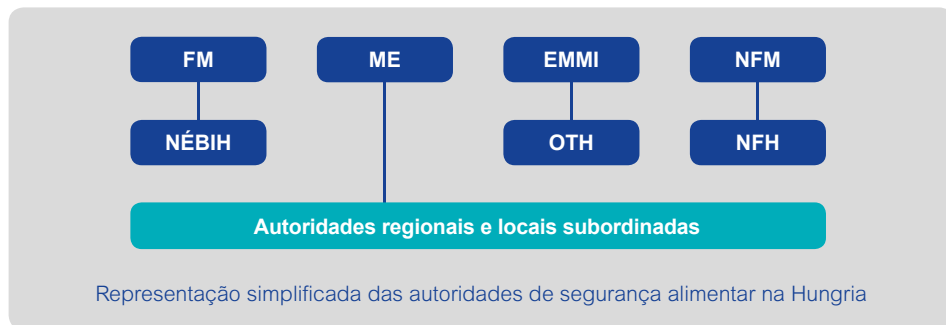 FM
ME
EMMI
NFM
NÉBIH
OTH
NFH
Autoridades regionais e locais subordinadas
Representação simplificada das autoridades de segurança alimentar na Hungria